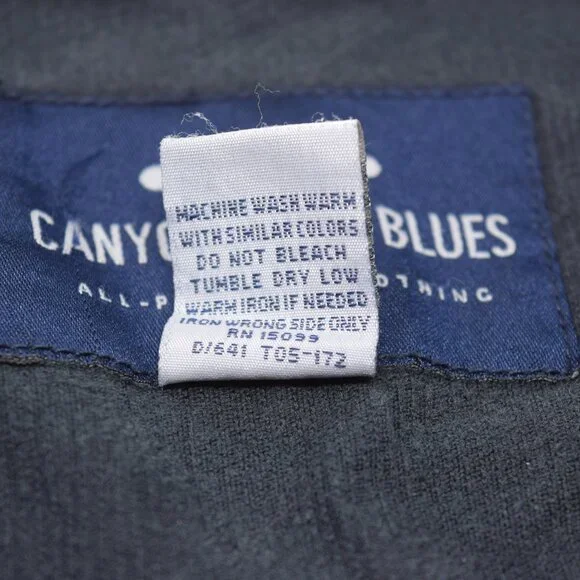 CANYO BLUES
ALL-P OTHING
MACHINE WASH WARM
WITH SIMILAR COLORS
DO NOT BLEACH
TUMBLE DRY LOW
WARM IRON IF NEEDED
IRON WRONG SIDE ONLY
RN 15099
D/641 T05-172